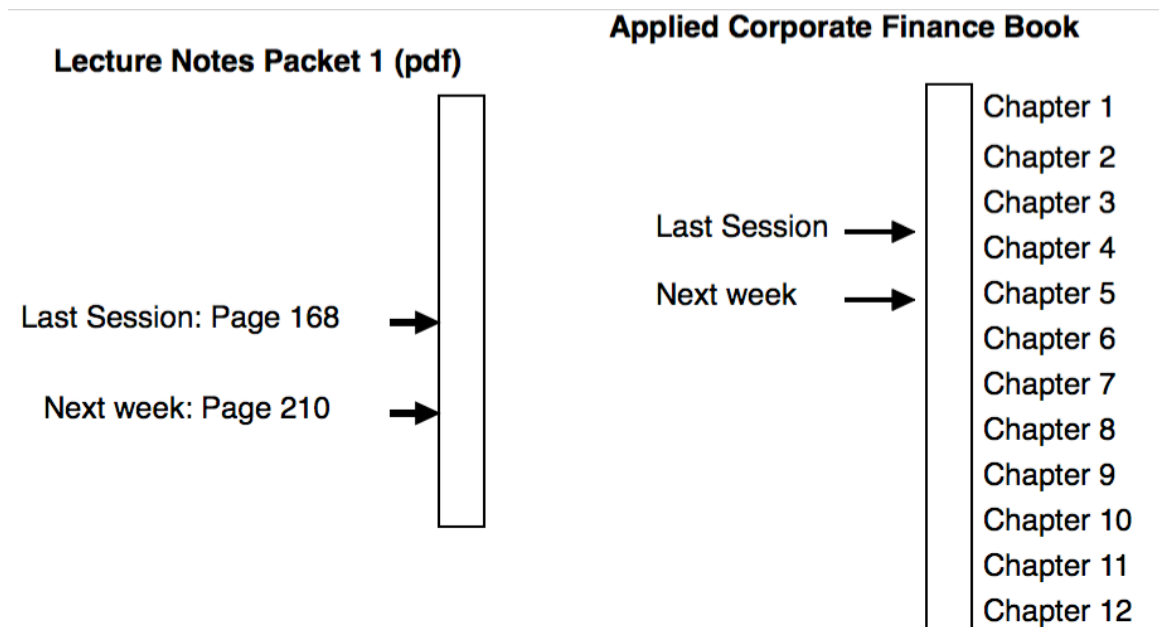 Lecture Notes Packet 1 (pdf)
Last Session: Page 168
Next week: Page 210
Applied Corporate Finance Book
Last Session
Next week
Chapter 1
Chapter 2
Chapter 3
Chapter 4
Chapter 5
Chapter 6
Chapter 7
Chapter 8
Chapter 9
Chapter 10
Chapter 11
Chapter 12